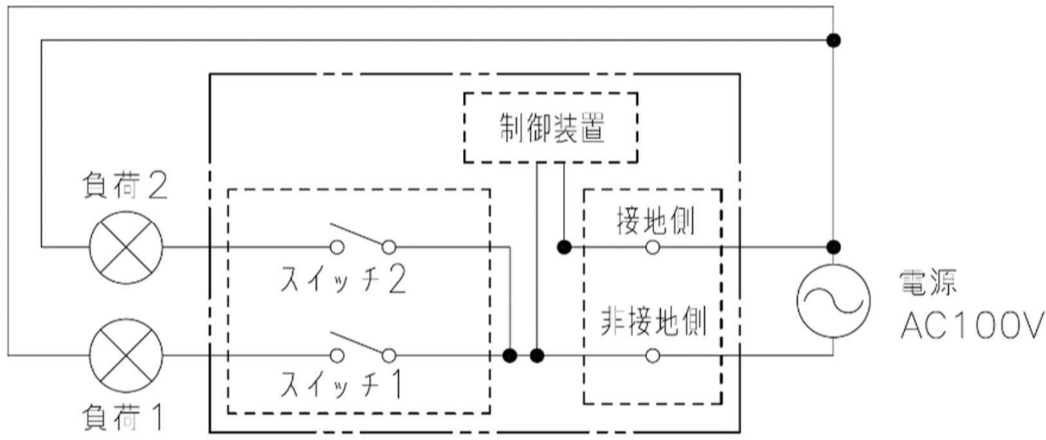 制御装置
負荷2
接地側
スイッチ2
電源
AC100V
非接地側
スイッチ1
負荷1